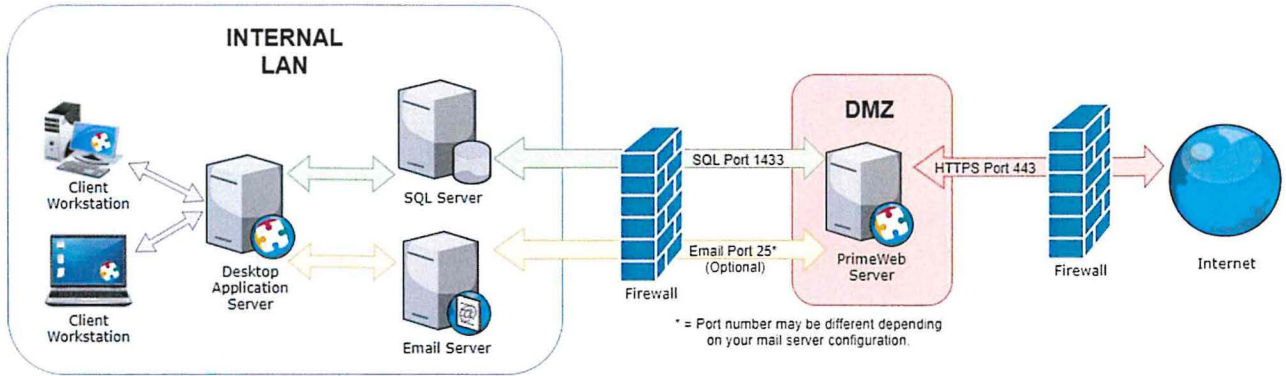 INTERNAL
LAN
DMZ
Client
Workstation
Client
Workstation
Desktop
Application
Server
SQL Server
Email Server
SQL Port 1433
Email Port 25*
(Optional)
Firewall
PrimeWeb
Server
HTTPS Port 443
Firewall
Internet
* = Port number may be different depending
on your mail server configuration.